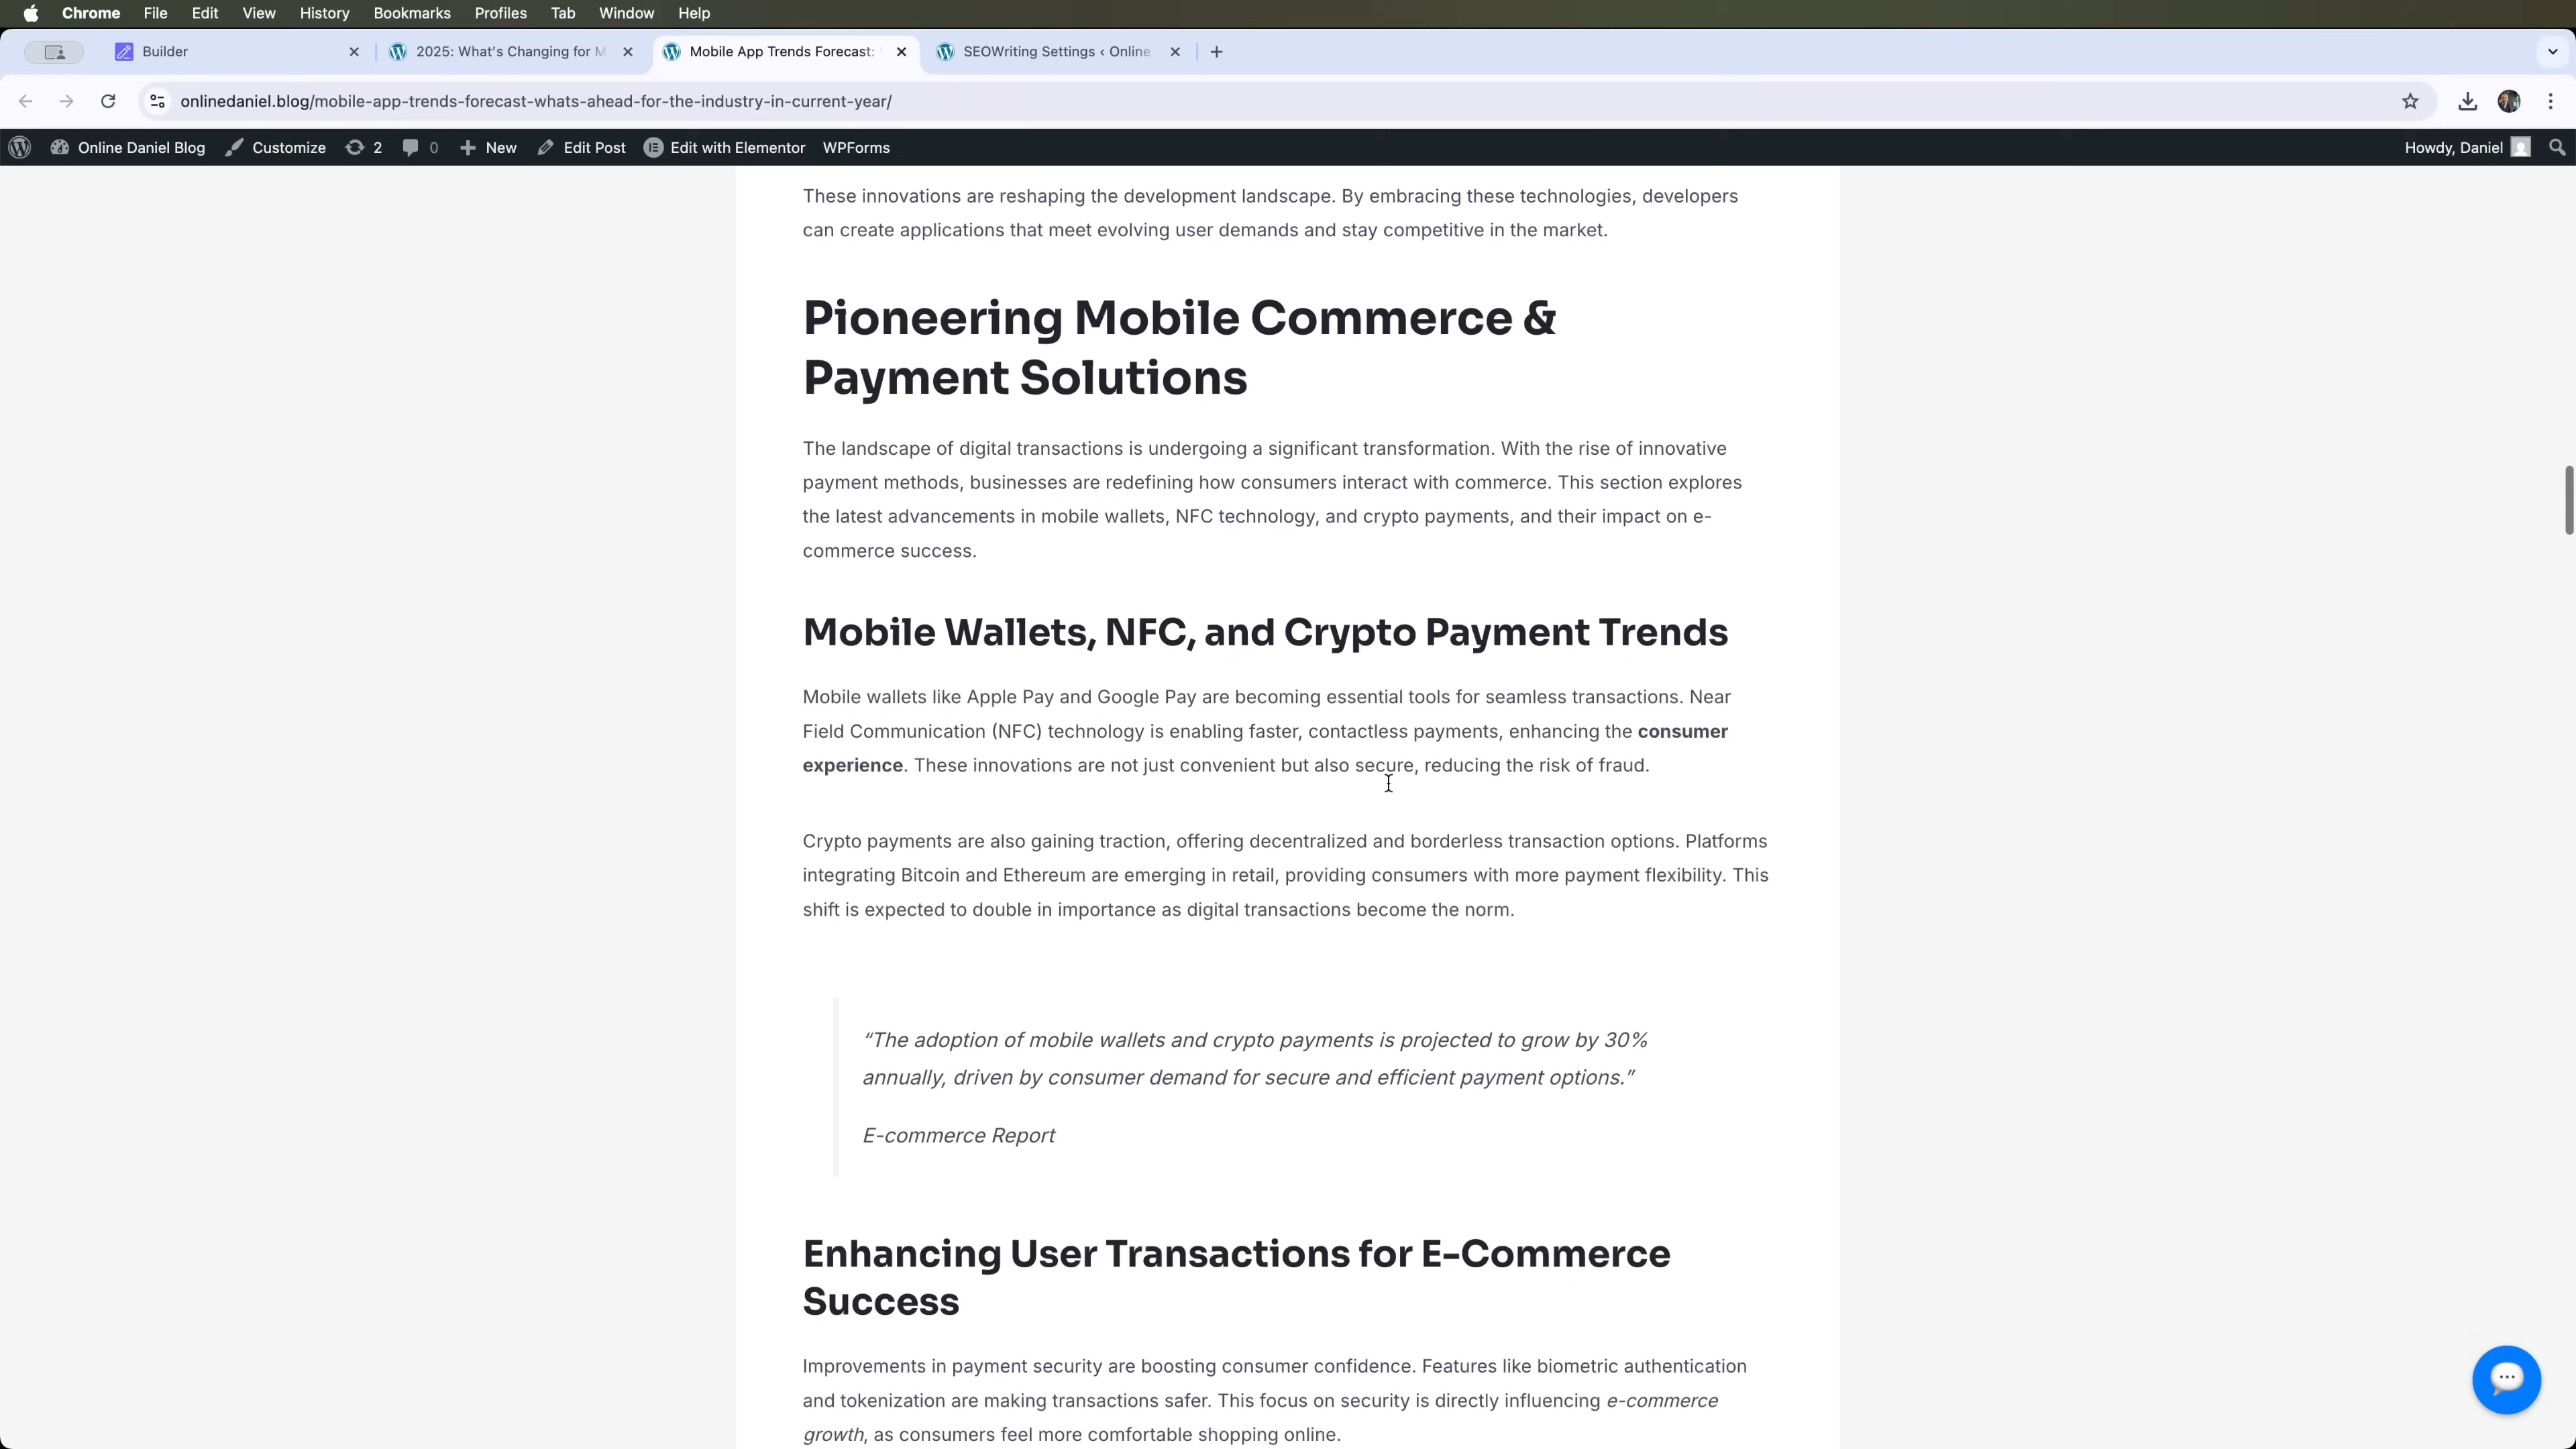 Chrome File Edit View History Bookmarks Profiles Tab Window Help
Builder 2025: What's Changing for M Mobile App Trends Forecast: SEOWriting Settings ‹ Online
onlinedaniel.blog/mobile-app-trends-forecast-whats-ahead-for-the-industry-in-current-year/
Online Daniel Blog Customize 2 0 New Edit Post Edit with Elementor WPForms Howdy, Daniel
These innovations are reshaping the development landscape. By embracing these technologies, developers
can create applications that meet evolving user demands and stay competitive in the market.
Pioneering Mobile Commerce &
Payment Solutions
The landscape of digital transactions is undergoing a significant transformation. With the rise of innovative
payment methods, businesses are redefining how consumers interact with commerce. This section explores
the latest advancements in mobile wallets, NFC technology, and crypto payments, and their impact on e-
commerce success.
Mobile Wallets, NFC, and Crypto Payment Trends
Mobile wallets like Apple Pay and Google Pay are becoming essential tools for seamless transactions. Near
Field Communication (NFC) technology is enabling faster, contactless payments, enhancing the consumer
experience. These innovations are not just convenient but also secure, reducing the risk of fraud.
Crypto payments are also gaining traction, offering decentralized and borderless transaction options. Platforms
integrating Bitcoin and Ethereum are emerging in retail, providing consumers with more payment flexibility. This
shift is expected to double in importance as digital transactions become the norm.
“The adoption of mobile wallets and crypto payments is projected to grow by 30%
annually, driven by consumer demand for secure and efficient payment options.”
E-commerce Report
Enhancing User Transactions for E-Commerce
Success
Improvements in payment security are boosting consumer confidence. Features like biometric authentication
and tokenization are making transactions safer. This focus on security is directly influencing e-commerce
growth, as consumers feel more comfortable shopping online.